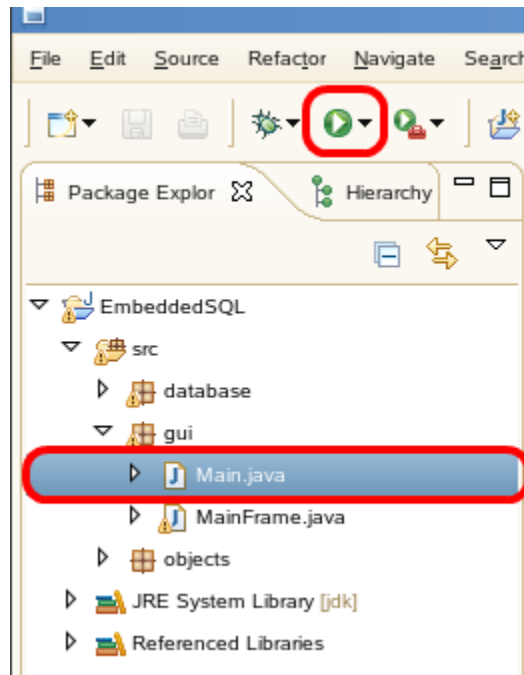 File Edit Source Refactor Navigate Search
Package Explor Hierarchy
EmbeddedSQL
src
database
gui
Main.java
MainFrame.java
objects
JRE System Library [jdk]
Referenced Libraries